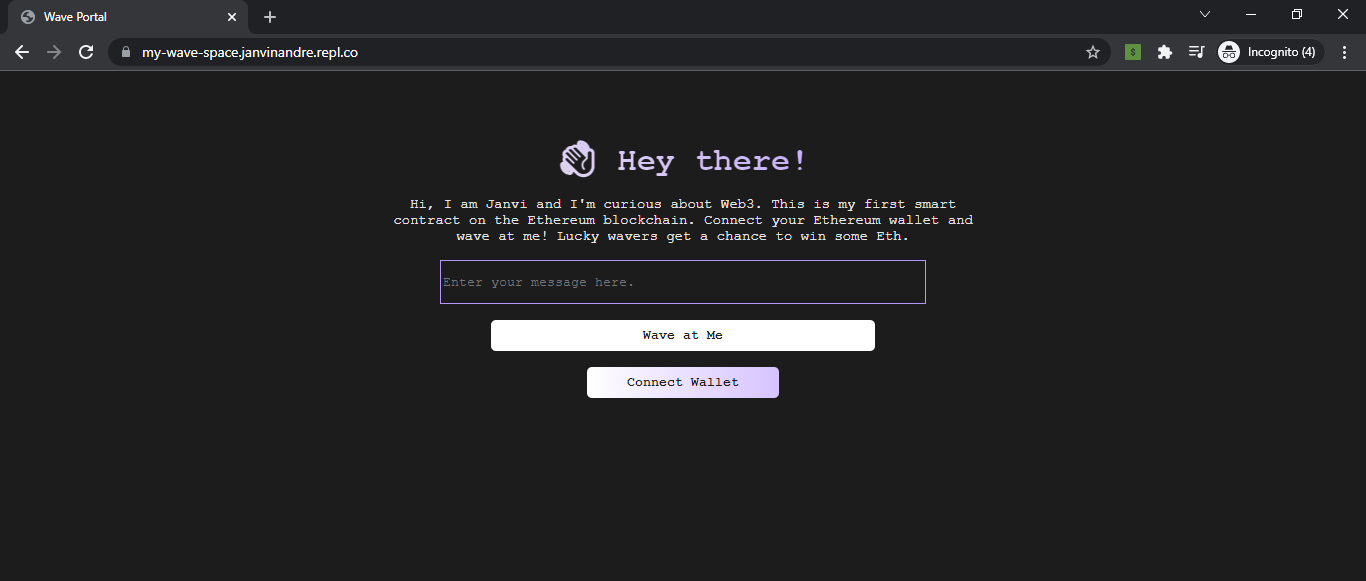 Wave Portal
my-wave-space.janvinandre.repl.co
$
Incognito (4)
Hey there!
Hi, I am Janvi and I'm curious about Web3. This is my first smart
contract on the Ethereum blockchain. Connect your Ethereum wallet and
wave at me! Lucky wavers get a chance to win some Eth.
Enter your message here.
Wave at Me
Connect Wallet